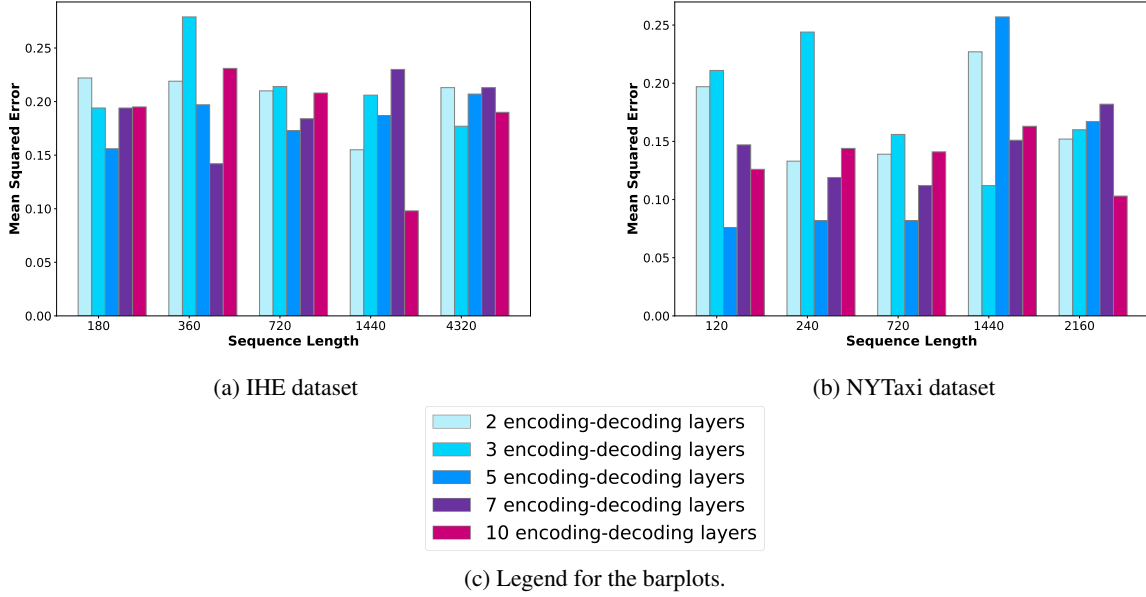 Mean Squared Error
0.25
0.20
0.15
0.10
0.05
0.00
180 360 720 1440 4320
Sequence Length
(a) IHE dataset
Mean Squared Error
0.25
0.20
0.15
0.10
0.05
0.00
120 240 720 1440 2160
Sequence Length
(b) NYTaxi dataset
2 encoding-decoding layers
3 encoding-decoding layers
5 encoding-decoding layers
7 encoding-decoding layers
10 encoding-decoding layers
(c) Legend for the barplots.